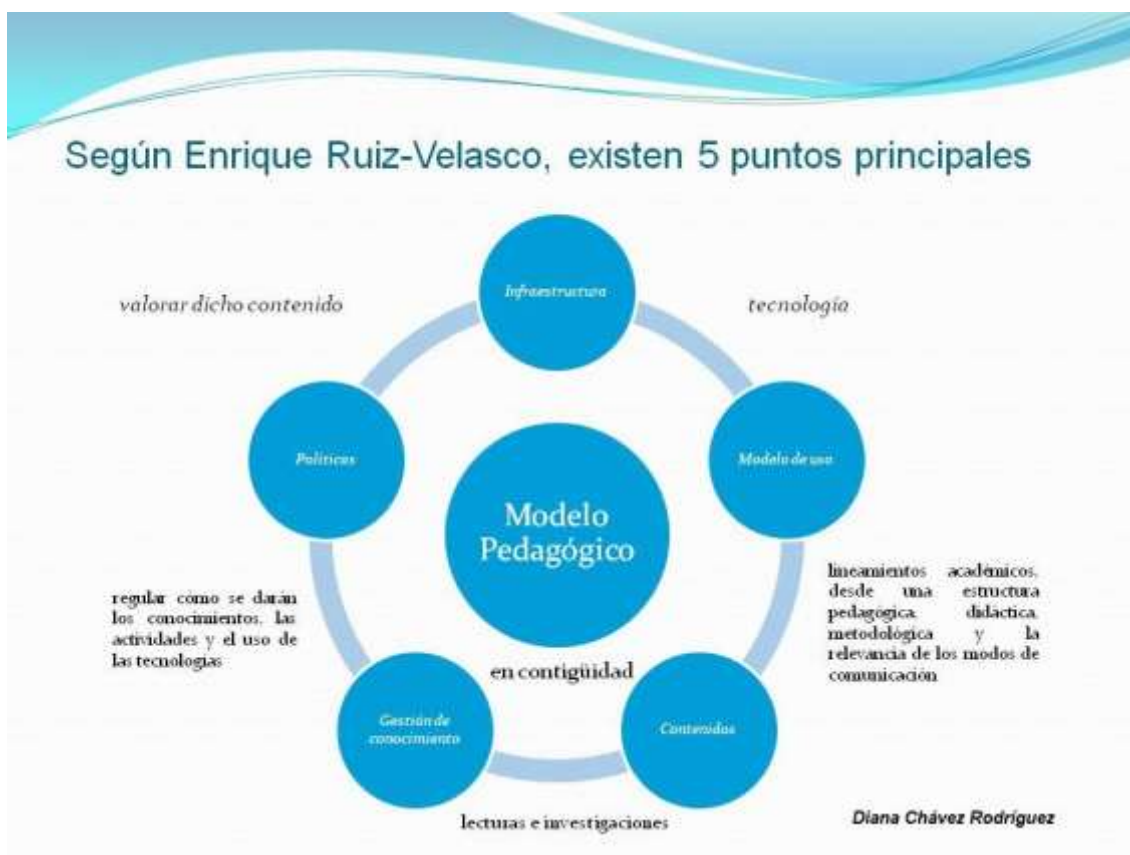 Según Enrique Ruiz-Velasco, existen 5 puntos principales
Infraestructura
valorar dicho contenido
tecnología
Políticas
Modelo de uso
Modelo
Pedagógico
lineamientos académicos,
desde una estructura
pedagógica, didáctica,
metodológica y la
relevancia de los modos de
comunicación
regular cómo se darán
los conocimientos, las
actividades y el uso de
las tecnologías
en contigüidad
Gestión de
conocimiento
Contenidos
lecturas e investigaciones
Diana Chávez Rodríguez